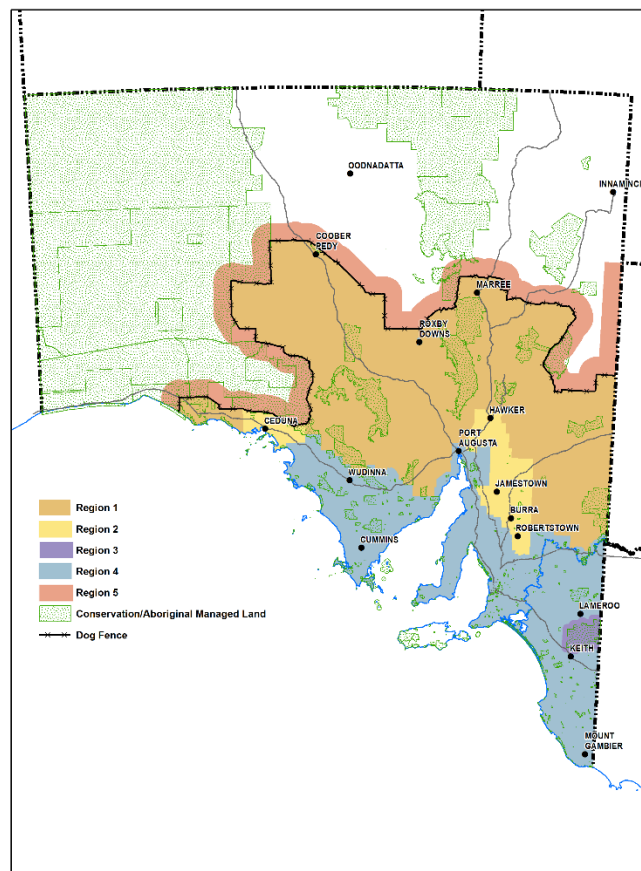 OODNADATTA
INNAMINCK
COOBER
PEDY
MARREE
ROXBY
DOWNS
HAWKER
CEDUNA
PORT
AUGUSTA
WUDINNA
JAMESTOWN
BURRA
ROBERTSTOWN
CUMMINS
LAMEROO
KEITH
MOUNT
GAMBIER
Region 1
Region 2
Region 3
Region 4
Region 5
Conservation/Aboriginal Managed Land
Dog Fence